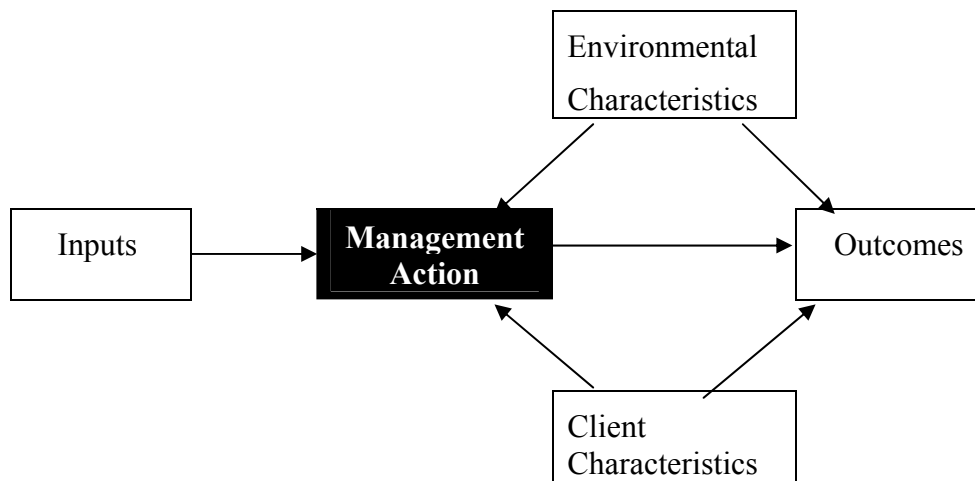 Environmental
Characteristics
Inputs
Management
Action
Outcomes
Client
Characteristics